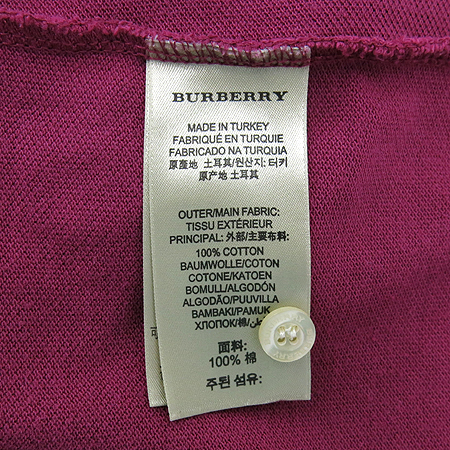 BURBERRY
MADE IN TURKEY
FABRIQUÉ EN TURQUIE
FABRICADO NA TURQUIA
原產地 土耳其/원산지: 터키
原产地 土耳其
OUTER/MAIN FABRIC:
TISSU EXTÉRIEUR
PRINCIPAL: 外部/主要布料:
100% COTTON
BAUMWOLLE/COTON
COTONE/KATOEN
BOMULL/ALGODÓN
ALGODÃO/PUUVILLA
BAMBAKI/PAMUK
ХЛОПОК/棉/
面料:
100% 棉
주된 섬유: